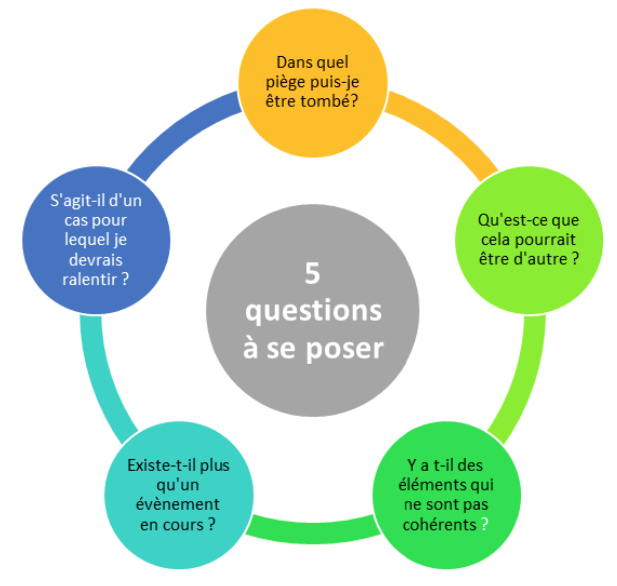 Dans quel
piège puis-je
être tombé?
Qu'est-ce que
cela pourrait
être d'autre ?
Y a t-il des
éléments qui
ne sont pas
cohérents ?
Existe-t-il plus
qu'un
évènement
en cours ?
S'agit-il d'un
cas pour
lequel je
devrais
ralentir ?
5
questions
à se poser